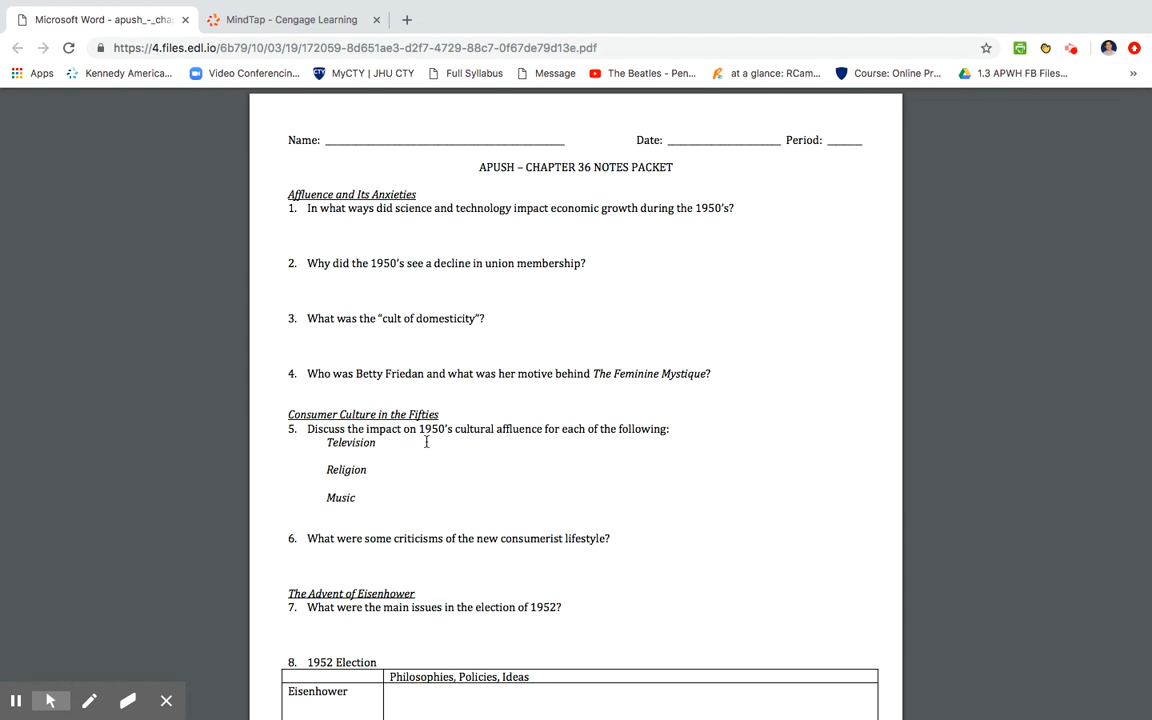 Microsoft Word - apush_-_cha
MindTap - Cengage Learning
https://4.files.edl.io/6b79/10/03/19/172059-8d651ae3-d2f7-4729-88c7-0f67de79d13e.pdf
Apps
Kennedy America...
Video Conferencin...
MyCTY | JHU CTY
Full Syllabus
Message
The Beatles - Pen...
at a glance: RCam...
Course: Online Pr...
1.3 APWH FB Files...
Name: ___ Date: ___ Period: ___
APUSH – CHAPTER 36 NOTES PACKET
Affluence and Its Anxieties
1. In what ways did science and technology impact economic growth during the 1950's?
2. Why did the 1950's see a decline in union membership?
3. What was the "cult of domesticity"?
4. Who was Betty Friedan and what was her motive behind The Feminine Mystique?
Consumer Culture in the Fifties
5. Discuss the impact on 1950's cultural affluence for each of the following:
Television
Religion
Music
6. What were some criticisms of the new consumerist lifestyle?
The Advent of Eisenhower
7. What were the main issues in the election of 1952?
8. 1952 Election
Philosophies, Policies, Ideas
Eisenhower